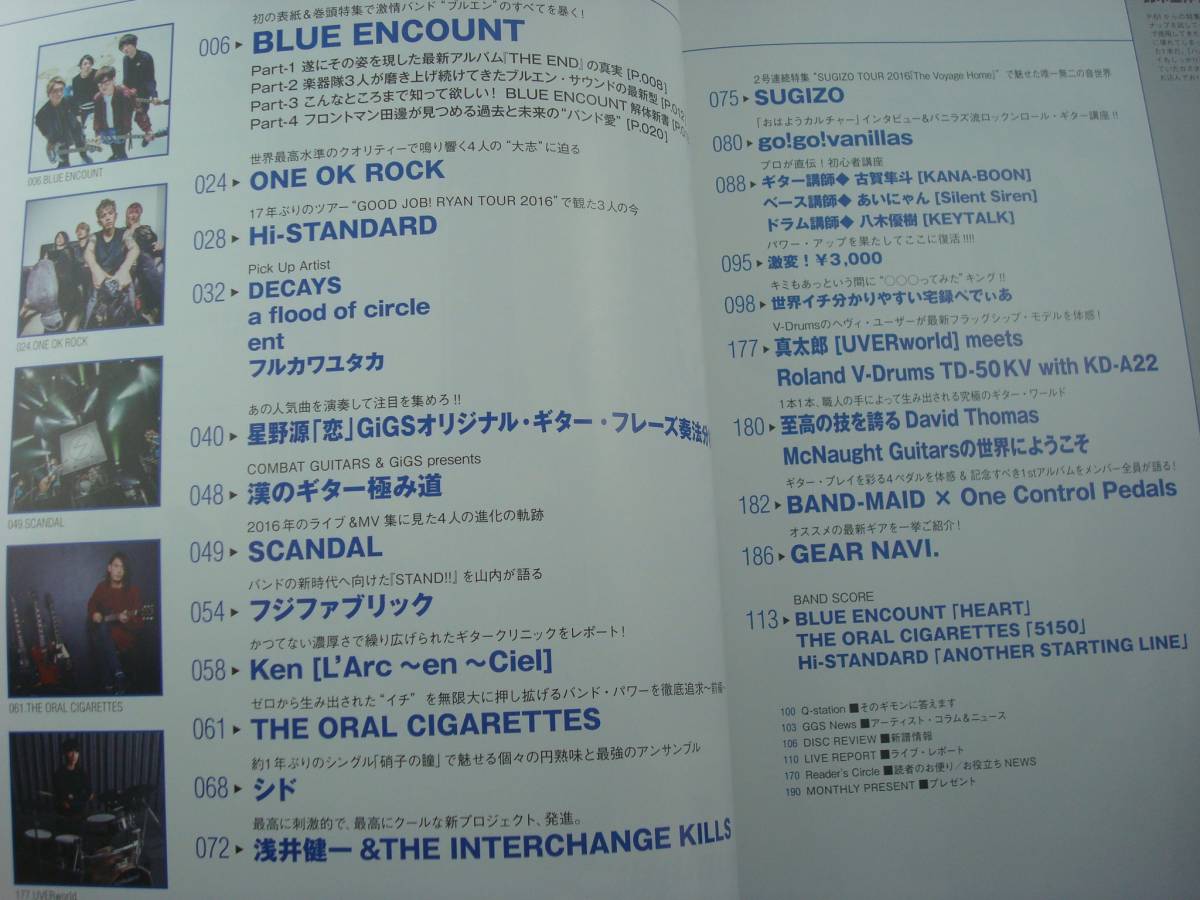 初の表紙&巻頭特集で激情バンド“ブルエン”のすべてを暴く!
006▶ BLUE ENCOUNT
Part-1 遂にその姿を現した最新アルバム『THE END』の真実 [P.008]
Part-2 楽器隊3人が磨き上げ続けてきたブルエン・サウンドの最新型 [P.012]
Part-3 こんなところまで知って欲しい! BLUE ENCOUNT 解体新書 [P.
Part-4 フロントマン田邊が見つめる過去と未来の“バンド愛” [P.020]
006 BLUE ENCOUNT
世界最高水準のクオリティーで鳴り響く4人の“大志”に迫る
024▶ ONE OK ROCK
17年ぶりのツアー“GOOD JOB! RYAN TOUR 2016”で観た3人の今
028▶ Hi-STANDARD
Pick Up Artist
032▶ DECAYS
a flood of circle
ent
フルカワユタカ
024 ONE OK ROCK
あの人気曲を演奏して注目を集めろ!!
040▶ 星野源「恋」GiGSオリジナル・ギター・フレーズ奏法分
COMBAT GUITARS & GiGS presents
048▶ 漢のギター極み道
2016年のライブ&MV集に見た4人の進化の軌跡
049▶ SCANDAL
049 SCANDAL
バンドの新時代へ向けた『STAND!!』を山内が語る
054▶ フジファブリック
かつてない濃厚さで繰り広げられたギタークリニックをレポート!
058▶ Ken [L'Arc～en～Ciel]
ゼロから生み出された“イチ”を無限大に押し拡げるバンド・パワーを徹底追求～前編
061▶ THE ORAL CIGARETTES
061.THE ORAL CIGARETTES
約1年ぶりのシングル「硝子の瞳」で魅せる個々の円熟味と最強のアンサンブル
068▶ シド
最高に刺激的で、最高にクールな新プロジェクト、発進。
072▶ 浅井健一&THE INTERCHANGE KILLS
177 UVERworld
2号連続特集“SUGIZO TOUR 2016[The Voyage Home]”で魅せた唯一無二の音世界
075▶ SUGIZO
「おはようカルチャー」インタビュー&バニラズ流ロックンロール・ギター講座!!
080▶ go!go!vanillas
プロが直伝!初心者講座
088▶ ギター講師◆ 古賀隼斗 [KANA-BOON]
ベース講師◆ あいにゃん [Silent Siren]
ドラム講師◆ 八木優樹 [KEYTALK]
パワー・アップを果たしてここに復活!!!!
095▶ 激変!¥3,000
キミもあっという間に“○○○ってみた”キング!!
098▶ 世界イチ分かりやすい宅録ぺでぃあ
V-Drumsのヘヴィ・ユーザーが最新フラッグシップ・モデルを体感!
177▶ 真太郎 [UVERworld] meets
Roland V-Drums TD-50KV with KD-A22
1本1本、職人の手によって生み出される究極のギター・ワールド
180▶ 至高の技を誇る David Thomas
McNaught Guitarsの世界にようこそ
ギター・プレイを彩る4ペダルを体感&記念すべき1stアルバムをメンバー全員が語る!
182▶ BAND-MAID × One Control Pedals
オススメの最新ギアを一挙ご紹介!
186▶ GEAR NAVI.
BAND SCORE
113▶ BLUE ENCOUNT「HEART」
THE ORAL CIGARETTES「5150」
Hi-STANDARD「ANOTHER STARTING LINE」
100 Q-station ■そのギモンに答えます
103 GGS News ■アーティスト・コラム&ニュース
106 DISC REVIEW ■新譜情報
110 LIVE REPORT ■ライブ・レポート
170 Reader's Circle ■読者のお便り/お役立ちNEWS
190 MONTHLY PRESENT ■プレゼント